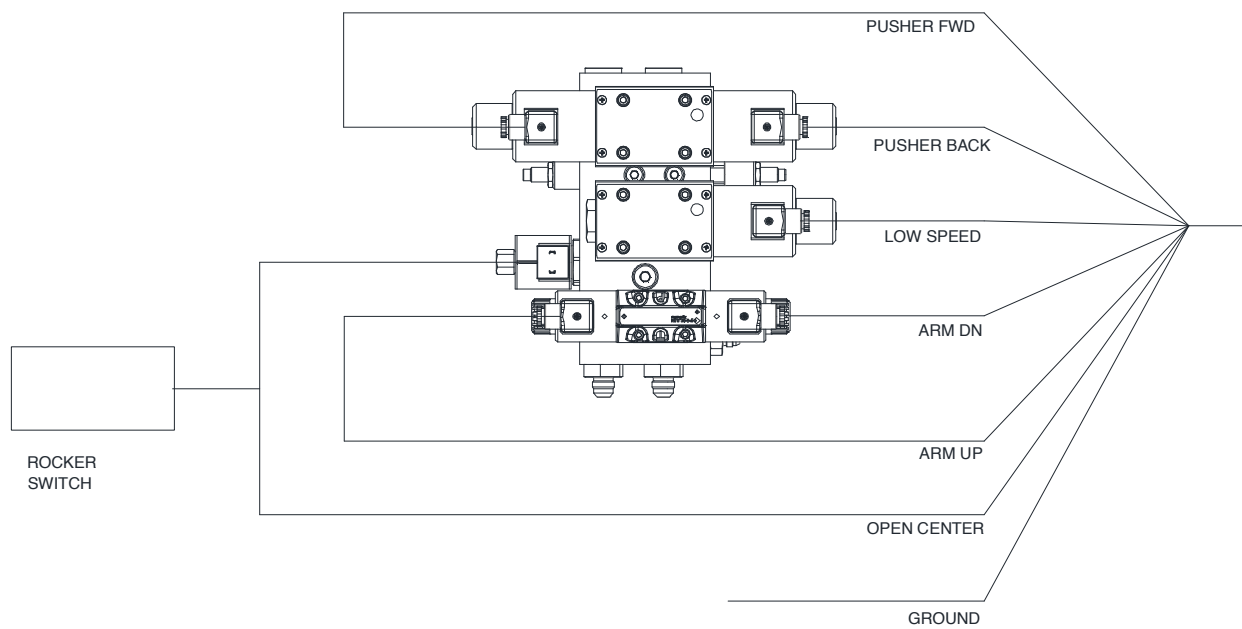 PUSHER FWD
PUSHER BACK
LOW SPEED
ARM DN
ARM UP
ROCKER
SWITCH
OPEN CENTER
GROUND